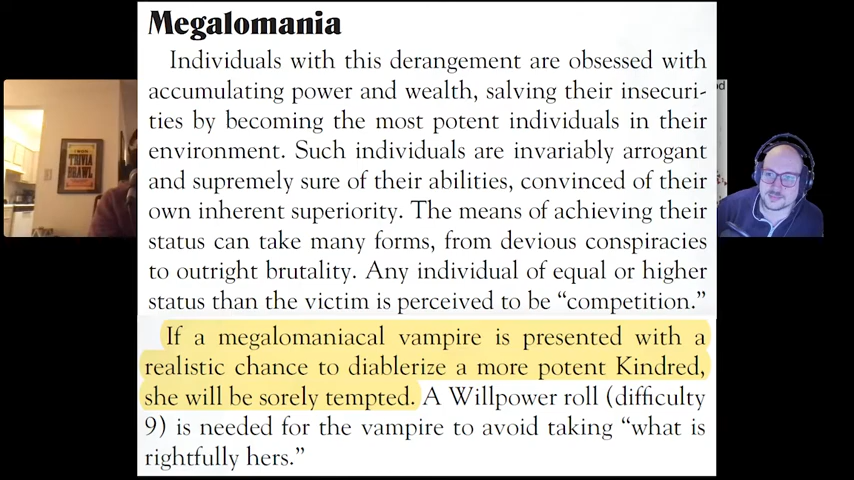 Megalomania
Individuals with this derangement are obsessed with
accumulating power and wealth, salving their insecuri-
ties by becoming the most potent individuals in their
environment. Such individuals are invariably arrogant
and supremely sure of their abilities, convinced of their
own inherent superiority. The means of achieving their
status can take many forms, from devious conspiracies
to outright brutality. Any individual of equal or higher
status than the victim is perceived to be “competition.”
If a megalomaniacal vampire is presented with a
realistic chance to diablerize a more potent Kindred,
she will be sorely tempted. A Willpower roll (difficulty
9) is needed for the vampire to avoid taking “what is
rightfully hers.”
TRIVIA
BRAWL